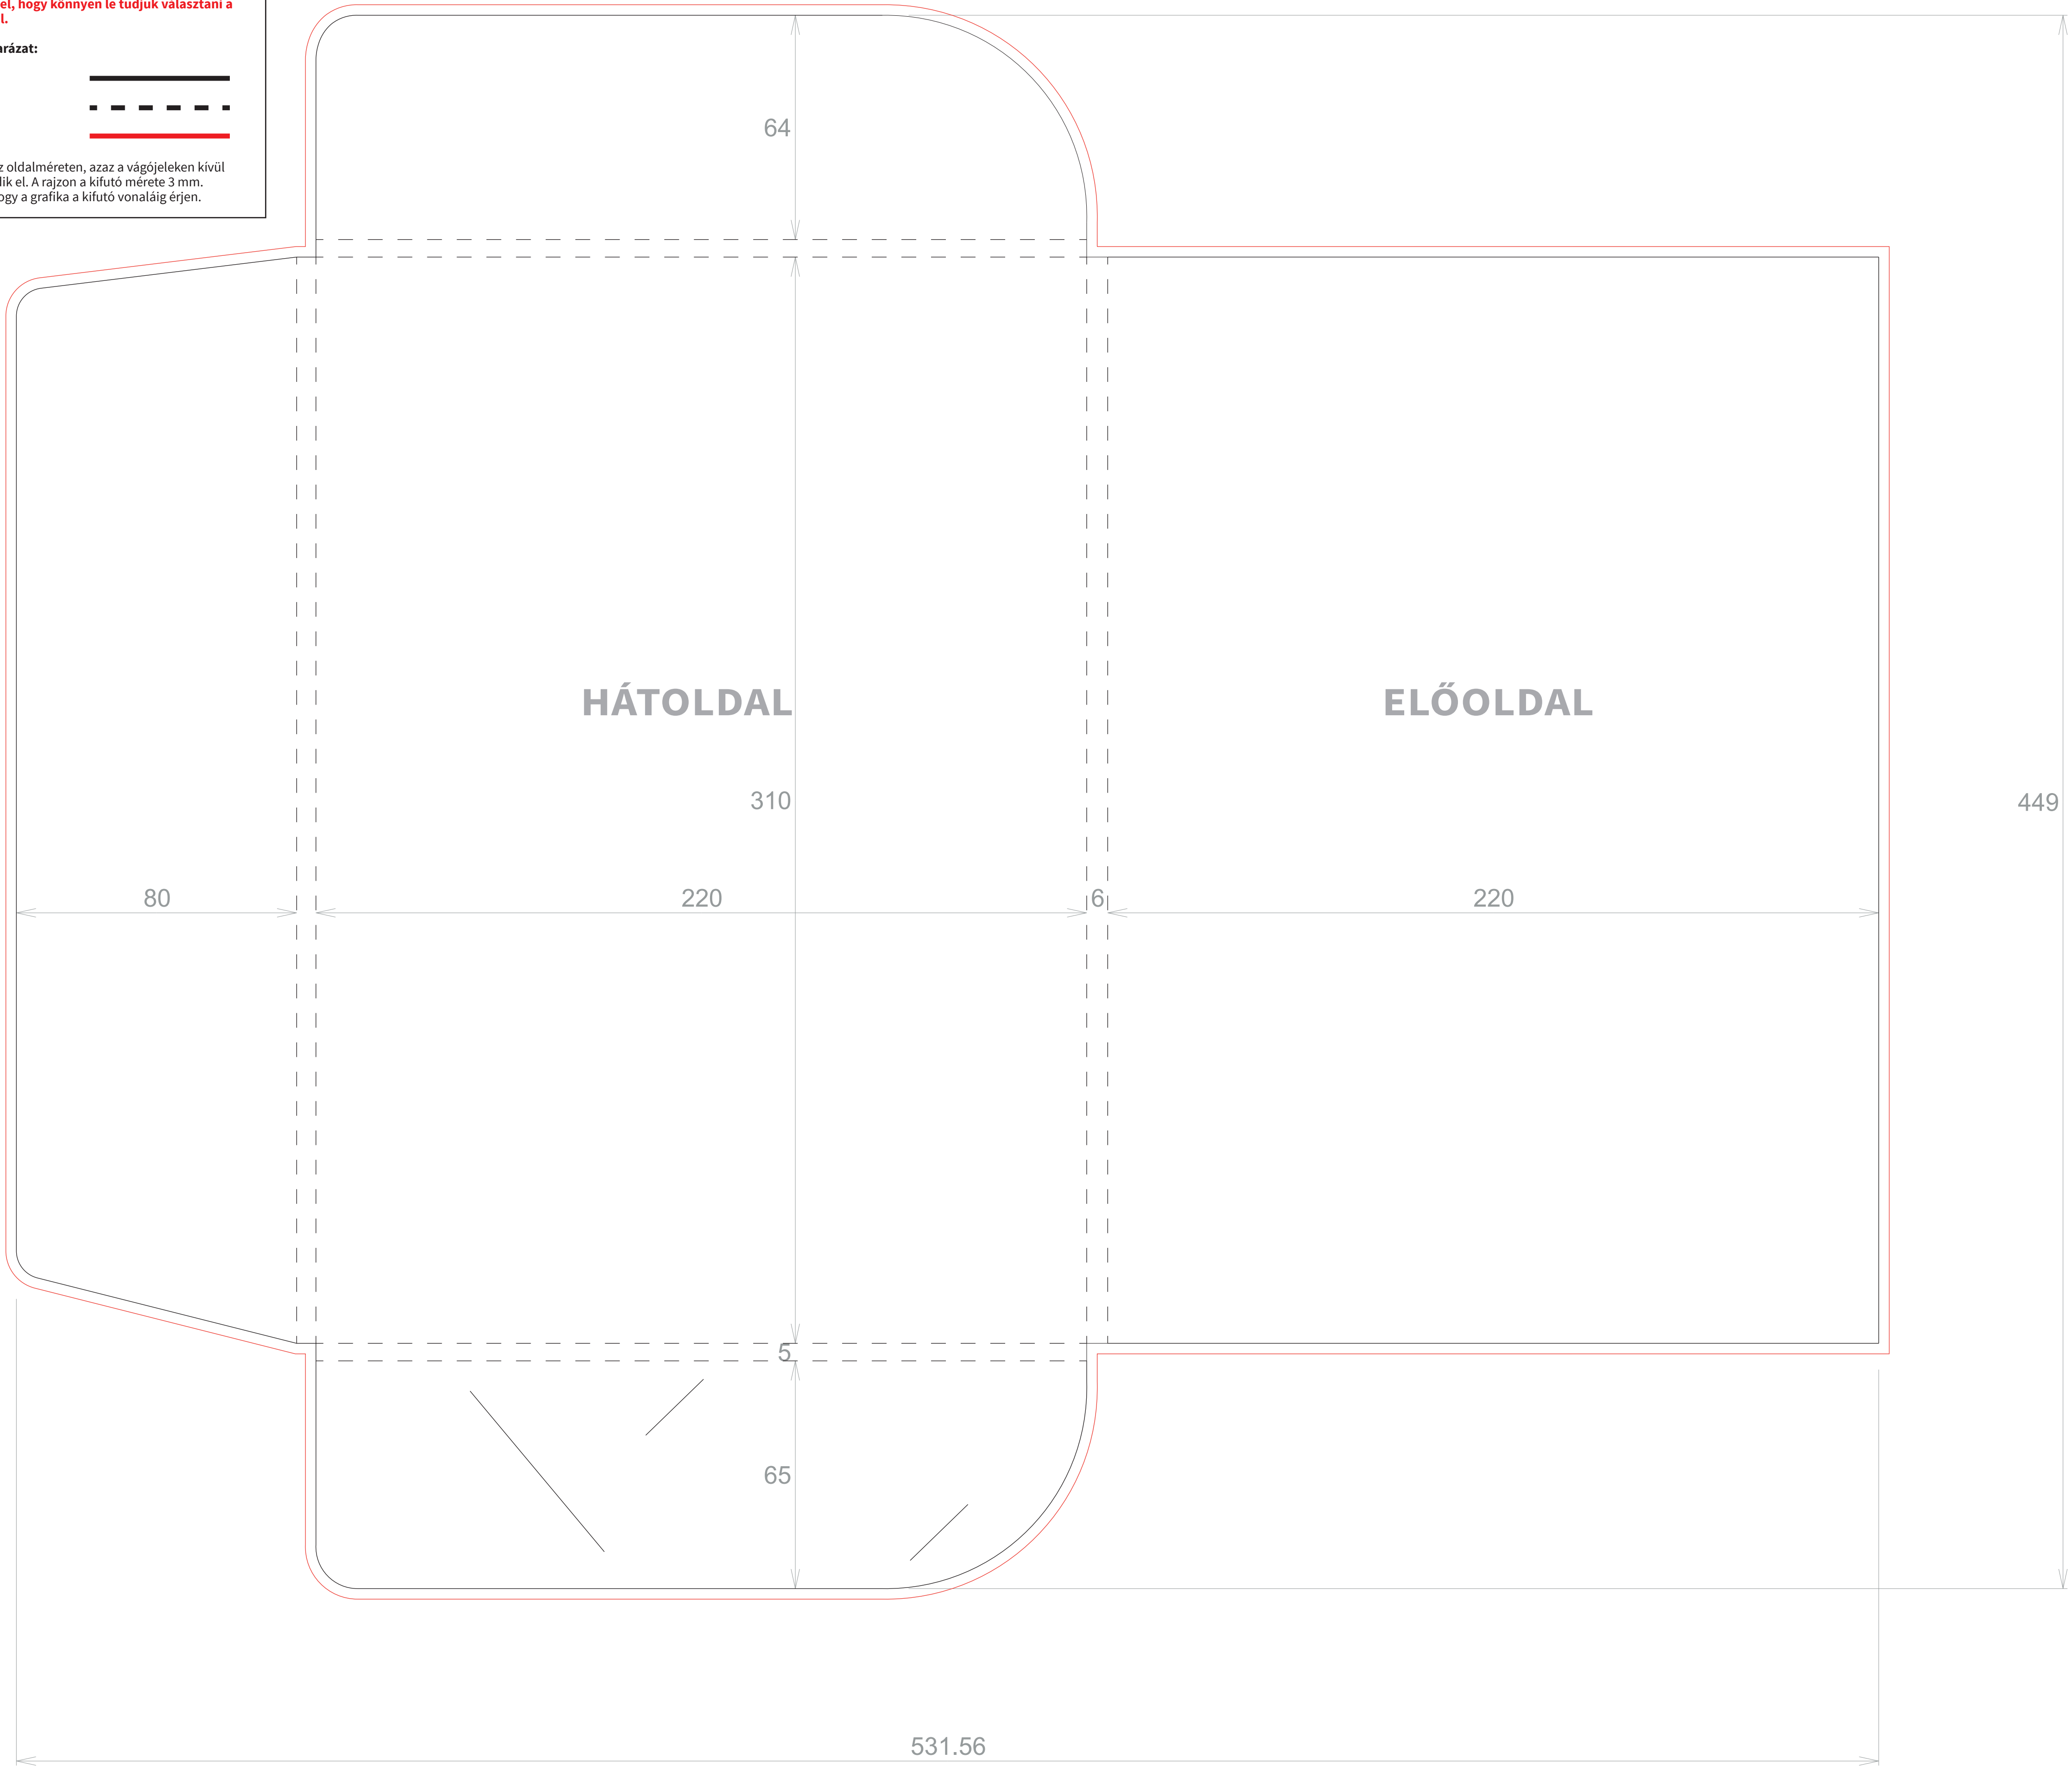 el, hogy könnyen le tudjuk választani a
l.
arázat:
z oldalméreten, azaz a vágójeleken kívül
dik el. A rajzon a kifutó mérete 3 mm.
ogy a grafika a kifutó vonaláig érjen.
64
HÁTOLDAL
ELŐOLDAL
310
449
80
220
6
220
5
65
531.56